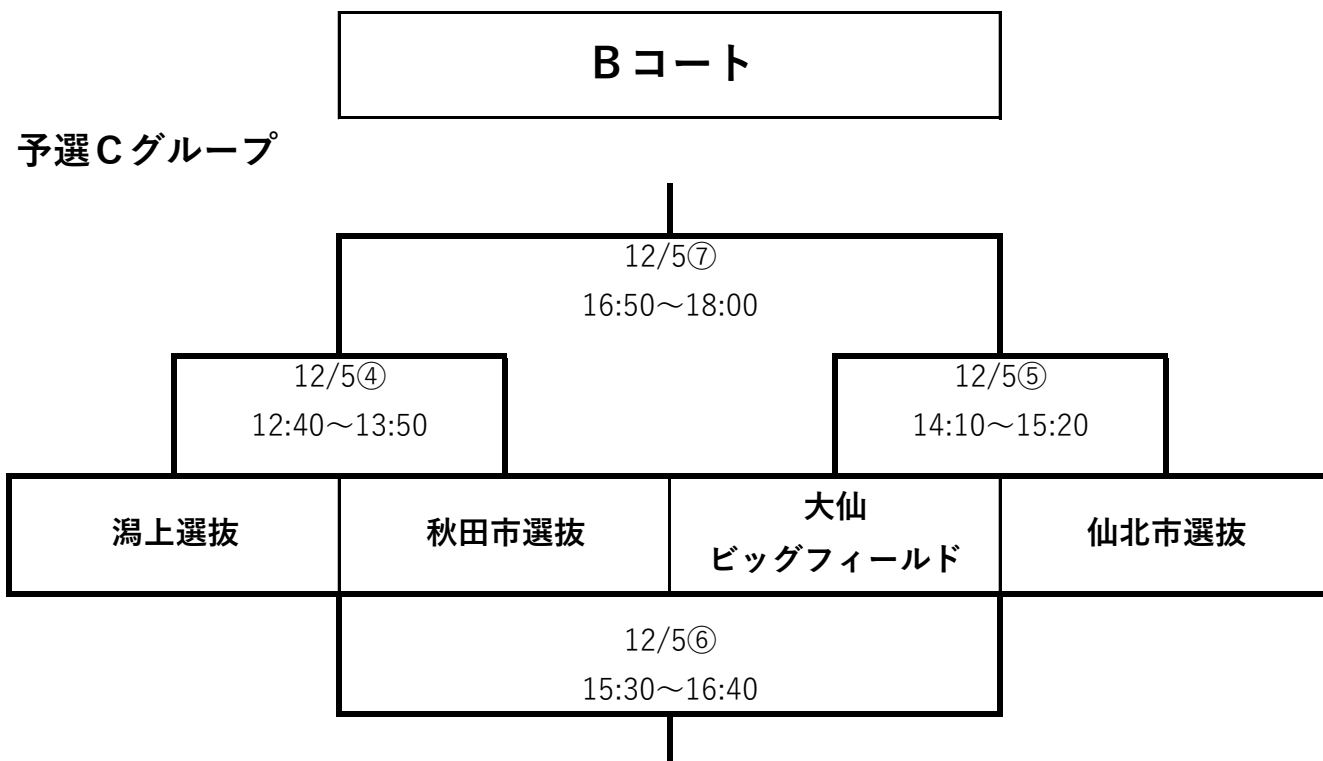 Bコート
予選Cグループ
12/5⑦
16:50～18:00
12/5④
12:40～13:50
12/5⑤
14:10～15:20
潟上選抜
秋田市選抜
大仙
ビッグフィールド
仙北市選抜
12/5⑥
15:30～16:40